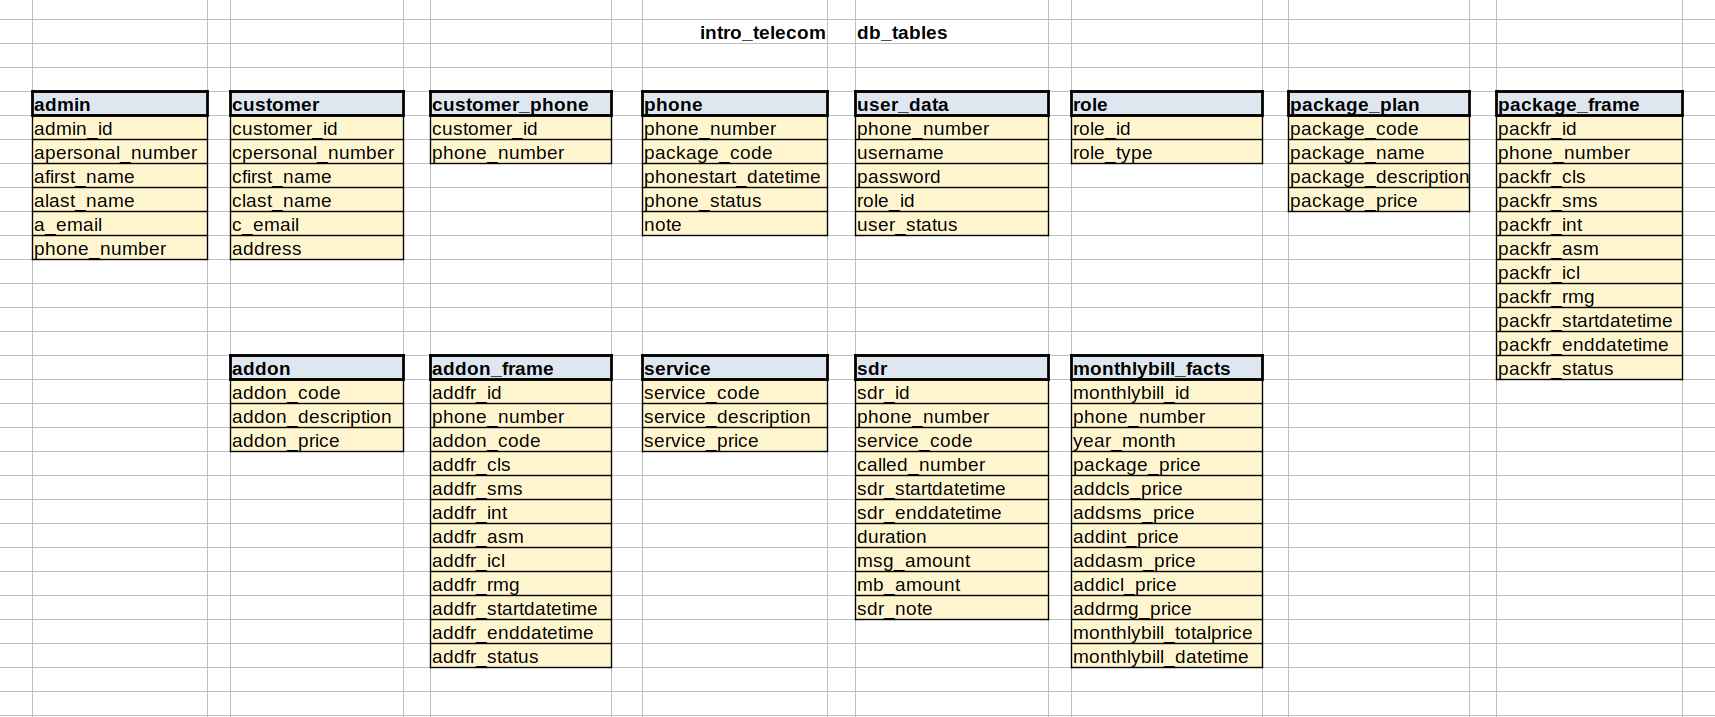 intro_telecom db_tables
admin
admin_id
apersonal_number
afirst_name
alast_name
a_email
phone_number
customer
customer_id
cpersonal_number
cfirst_name
clast_name
c_email
address
customer_phone
customer_id
phone_number
phone
phone_number
package_code
phonestart_datetime
phone_status
note
user_data
phone_number
username
password
role_id
user_status
role
role_id
role_type
package_plan
package_code
package_name
package_description
package_price
package_frame
packfr_id
phone_number
packfr_cls
packfr_sms
packfr_int
packfr_asm
packfr_icl
packfr_rmg
packfr_startdatetime
packfr_enddatetime
packfr_status
addon
addon_code
addon_description
addon_price
addon_frame
addfr_id
phone_number
addon_code
addfr_cls
addfr_sms
addfr_int
addfr_asm
addfr_icl
addfr_rmg
addfr_startdatetime
addfr_enddatetime
addfr_status
service
service_code
service_description
service_price
sdr
sdr_id
phone_number
service_code
called_number
sdr_startdatetime
sdr_enddatetime
duration
msg_amount
mb_amount
sdr_note
monthlybill_facts
monthlybill_id
phone_number
year_month
package_price
addcls_price
addsms_price
addint_price
addasm_price
addicl_price
addrmg_price
monthlybill_totalprice
monthlybill_datetime